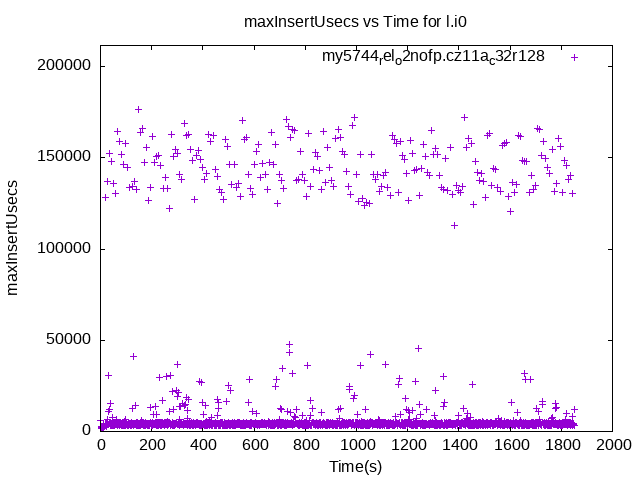 maxInsertUsecs vs Time for l.i0
my5744rel_o2nofp.cz11a_c32r128
200000
150000
100000
50000
0
maxInsertUsecs
0 200 400 600 800 1000 1200 1400 1600 1800 2000
Time(s)